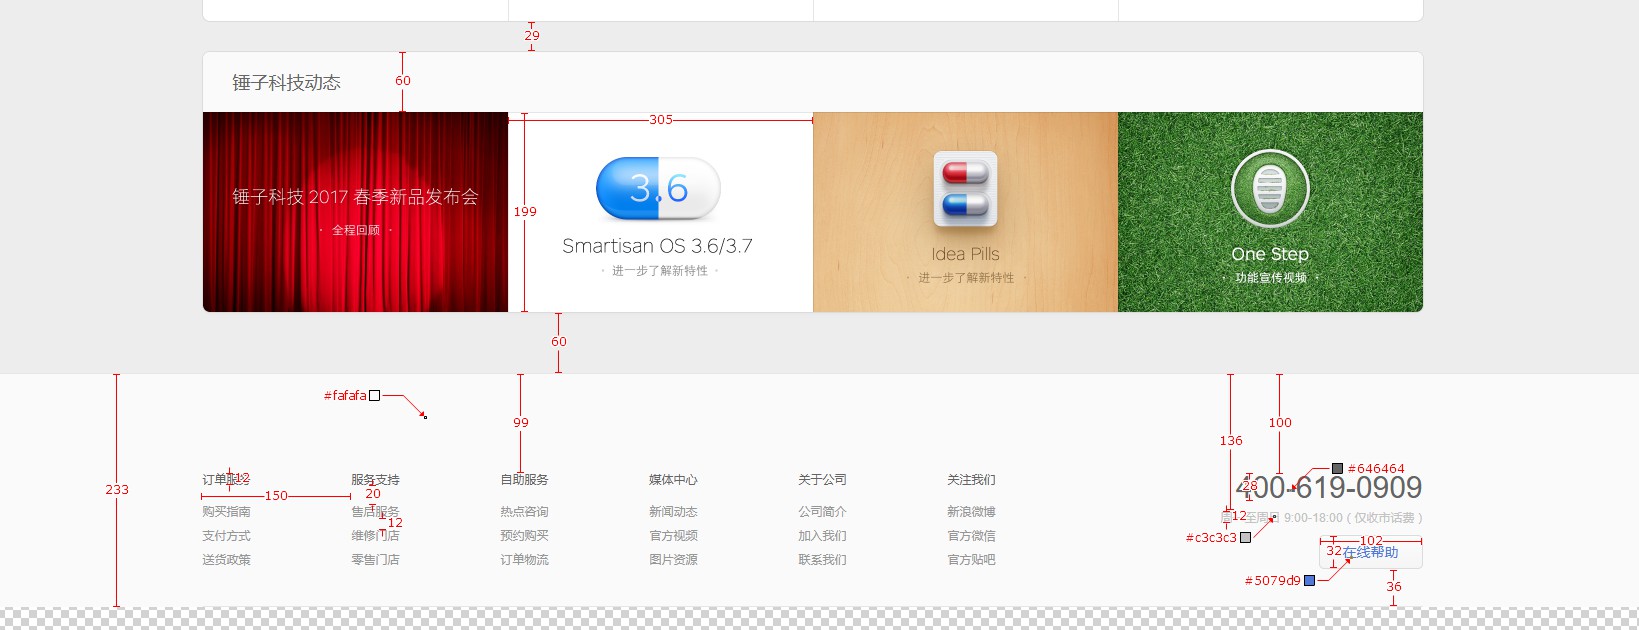 29
锤子科技动态
60
305
199
锤子科技 2017 春季新品发布会
· 全程回顾 ·
3.6
Smartisan OS 3.6/3.7
· 进一步了解新特性 ·
Idea Pills
· 进一步了解新特性 ·
One Step
· 功能宣传视频 ·
60
#fafafa
99
136
100
233
订单服务
12
150
购买指南
支付方式
送货政策
服务支持
20
售后服务
12
维修门店
零售门店
自助服务
热点咨询
预约购买
订单物流
媒体中心
新闻动态
官方视频
图片资源
关于公司
公司简介
加入我们
联系我们
关注我们
新浪微博
官方微信
官方贴吧
#646464
28
400-619-0909
12
至周日 9:00-18:00（仅收市话费）
#c3c3c3
102
32
在线帮助
#5079d9
36